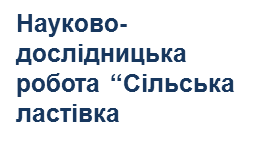 Науково-
дослідницька
робота “Сільська
ластівка